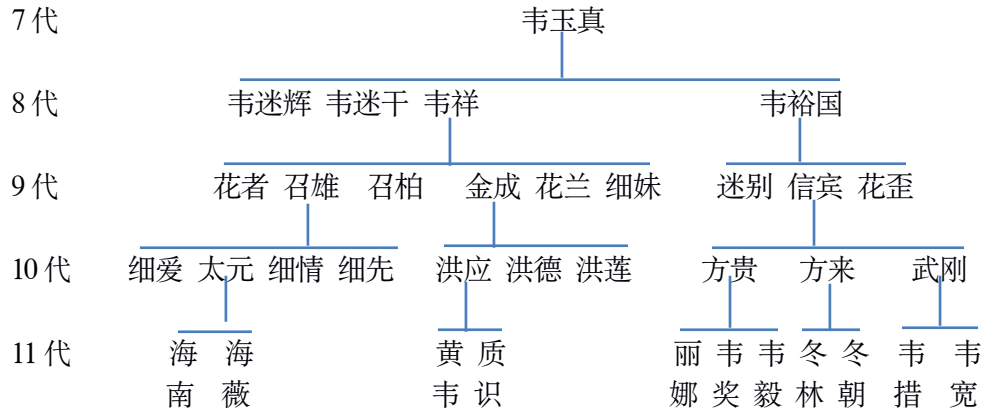 7代 韦玉真
8代 韦迷辉 韦迷干 韦祥 韦裕国
9代 花者 召雄 召柏 金成 花兰 细妹 迷别 信宾 花歪
10代 细爱 太元 细情 细先 洪应 洪德 洪莲 方贵 方来 武刚
11代 海 海 黄 质 丽 韦 韦 冬 冬 韦 韦
南 薇 韦 识 娜 奖 毅 林 朝 措 宽